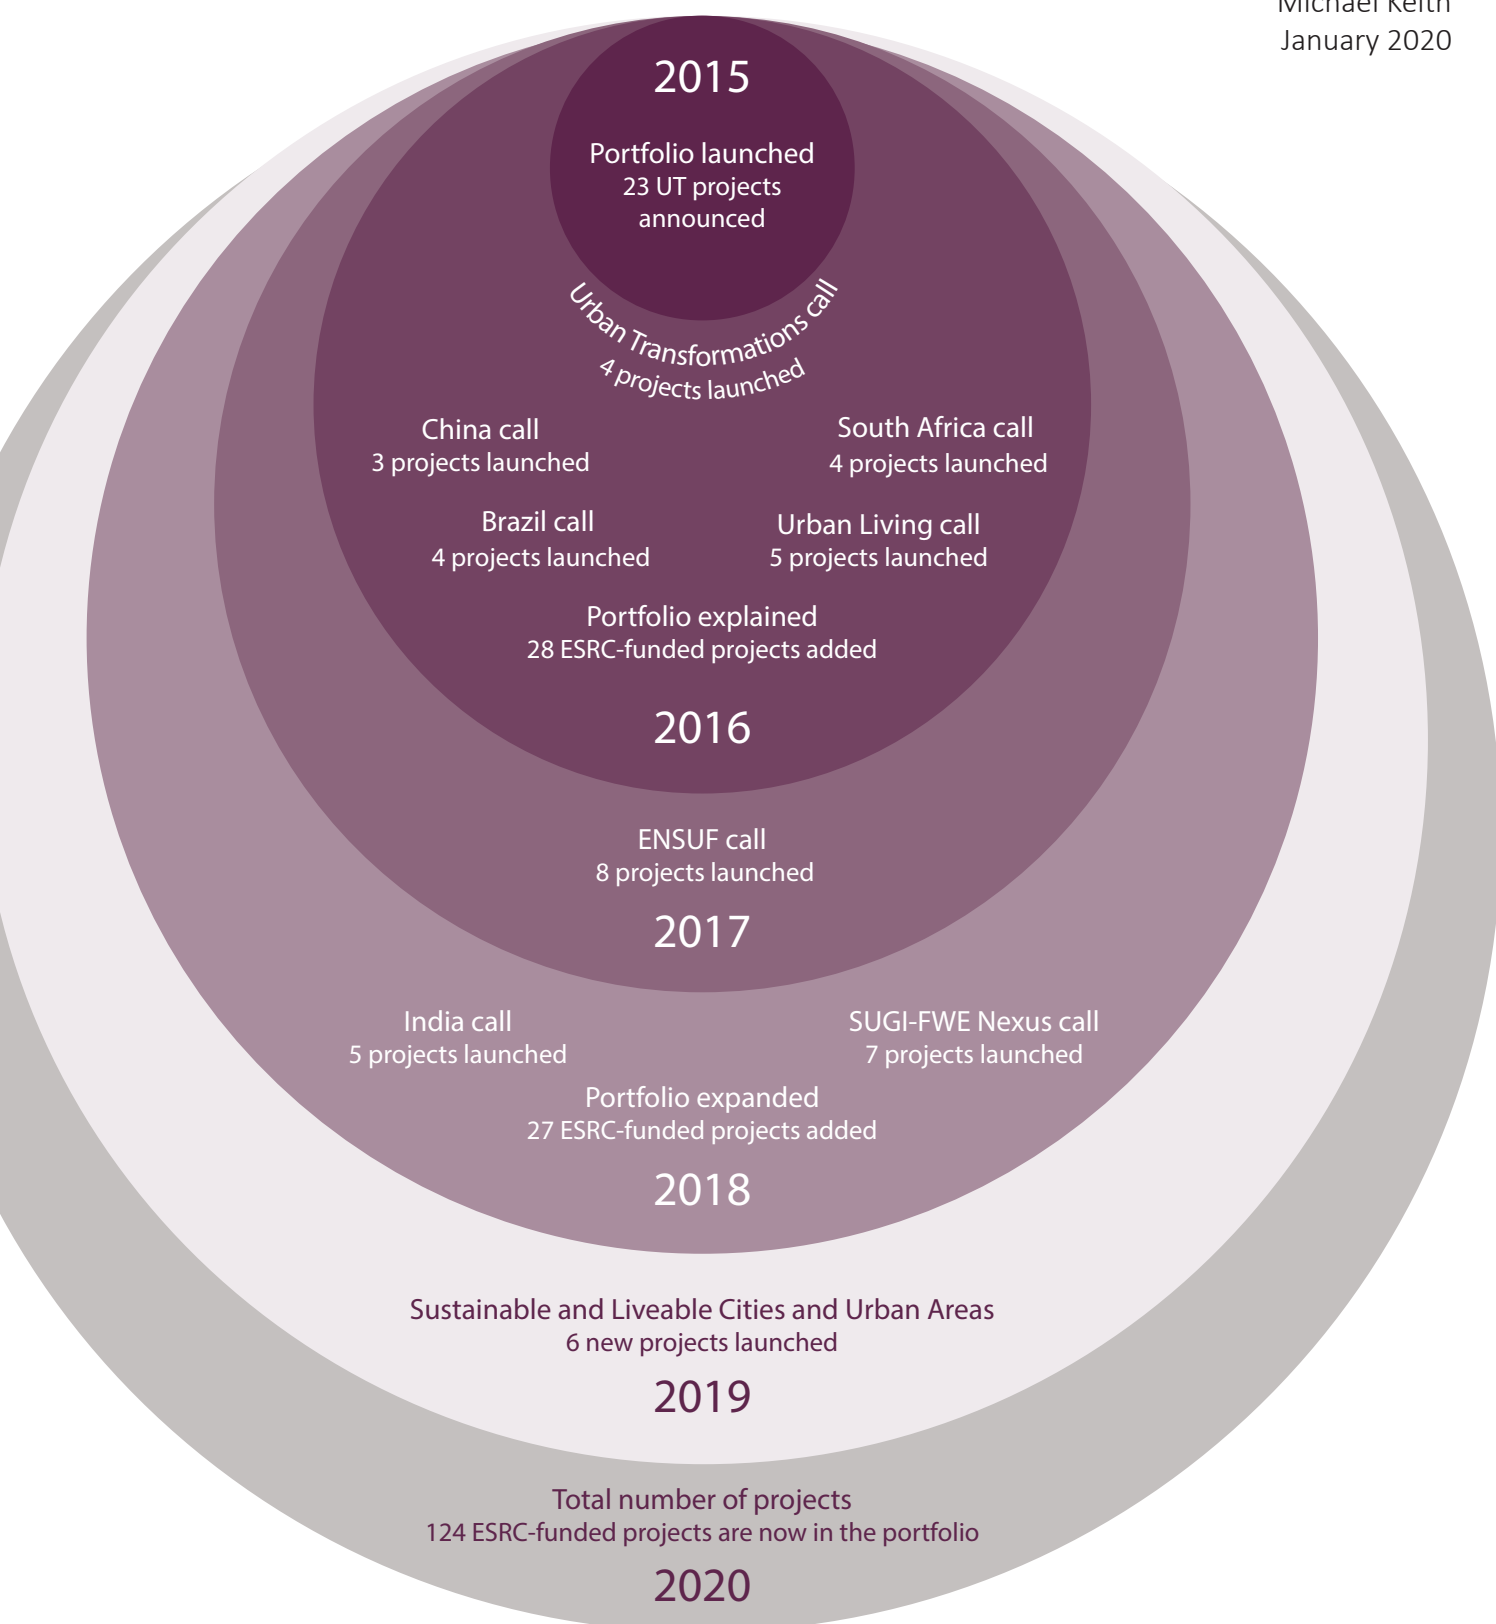 Michael Keith
January 2020
2015
Portfolio launched
23 UT projects
announced
Urban Transformations call
4 projects launched
China call
3 projects launched
South Africa call
4 projects launched
Brazil call
4 projects launched
Urban Living call
5 projects launched
Portfolio explained
28 ESRC-funded projects added
2016
ENSUF call
8 projects launched
2017
India call
5 projects launched
SUGI-FWE Nexus call
7 projects launched
Portfolio expanded
27 ESRC-funded projects added
2018
Sustainable and Liveable Cities and Urban Areas
6 new projects launched
2019
Total number of projects
124 ESRC-funded projects are now in the portfolio
2020